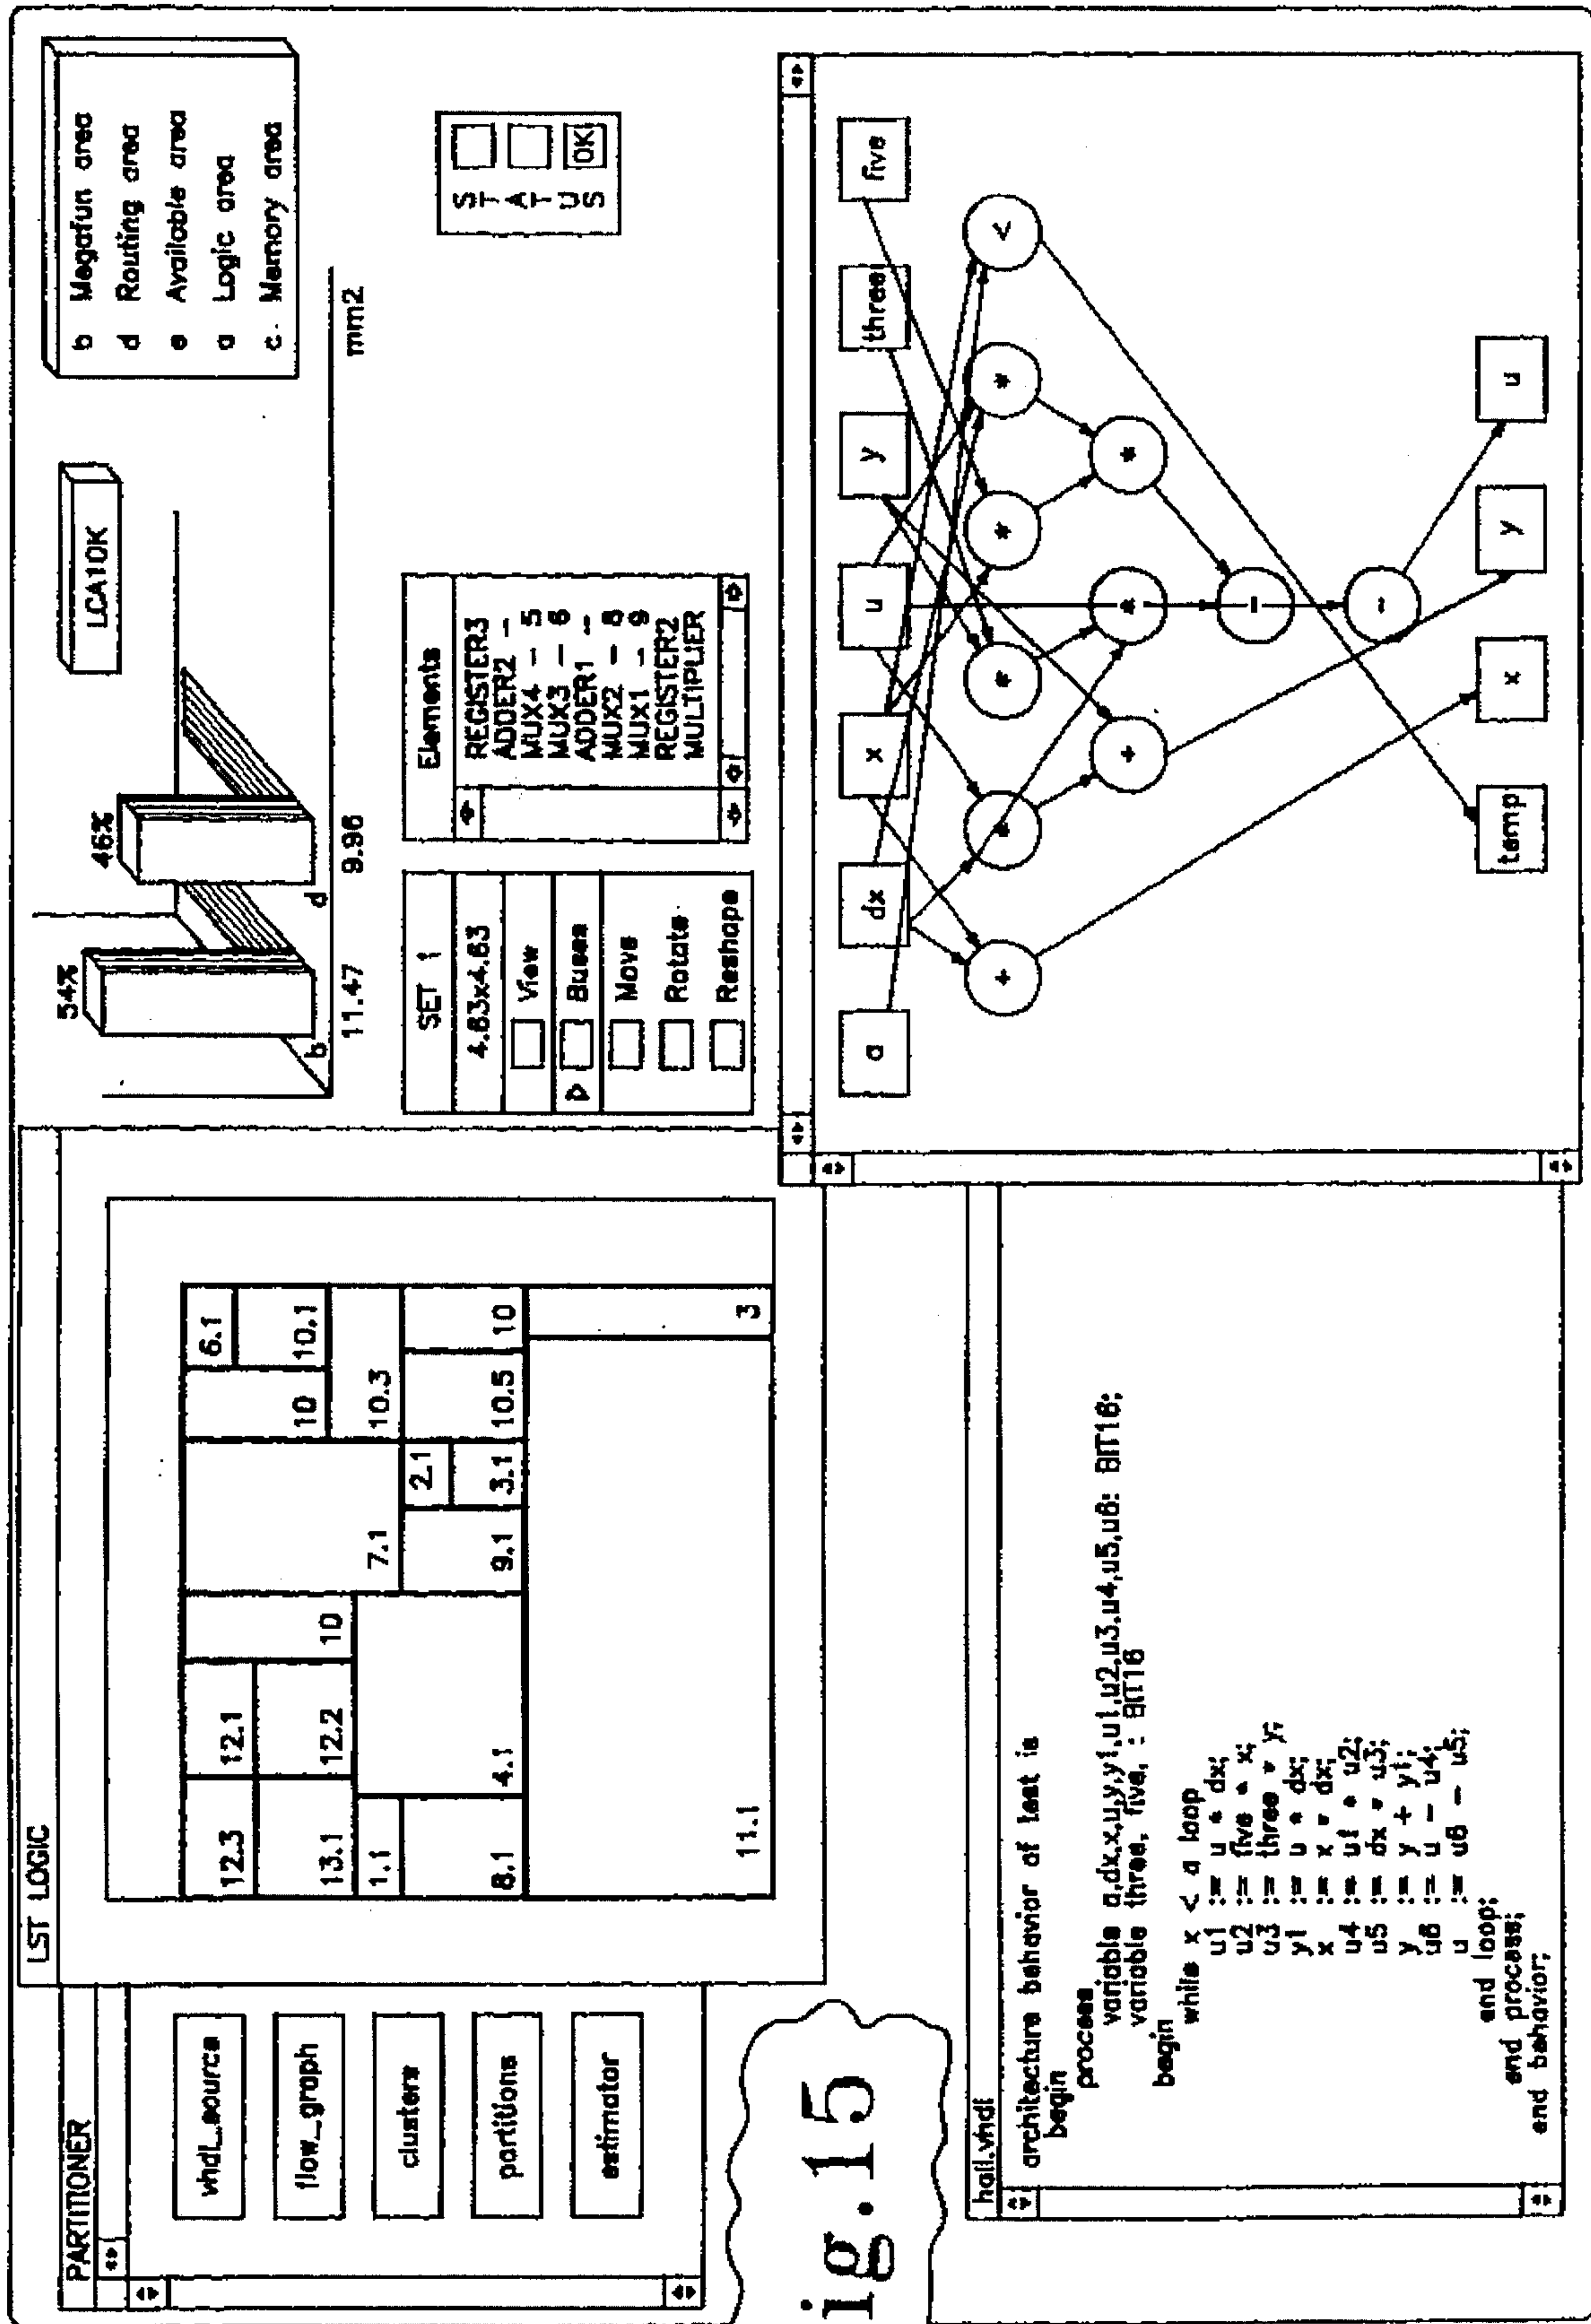 PARTITIONER
vhdl_source
flow_graph
clusters
partitions
estimator
ig.15
LST LOGIC
12.3
12.1
10
7.1
10
6.1
13.1
12.2
10.1
10.3
1.1
4.1
9.1
2.1
10.5
10
8.1
3.1
11.1
3
54%
46%
b
d
11.47
9.96
mm2
LCA10K
b Megafun area
d Routing area
e Available area
a Logic area
c. Memory area
SET 1
4.63x4.63
View
Buses
Move
Rotate
Reshape
Elements
REGISTER3
ADDER2 –
MUX4 – 5
MUX3 – 6
ADDER1 –
MUX2 – 8
MUX1 – 9
REGISTER2
MULTIPLIER
STATUS
OK
hall.vhdl
architecture behavior of test is
begin
process
variable a,dx,x,u,y,y1,u1,u2,u3,u4,u5,u6: BIT16;
variable three, five, : BIT16
begin
while x < a loop
u1 := u * dx;
u2 := five * x;
u3 := three * y;
y1 := u * dx;
x := x + dx;
u4 := u1 * u2;
u5 := dx * u3;
y := y + y1;
u6 := u – u4;
u := u6 – u5;
end loop;
end process;
end behavior;
a
dx
x
u
y
three
five
+
*
*
*
*
<
+
*
*
–
–
temp
x
y
u